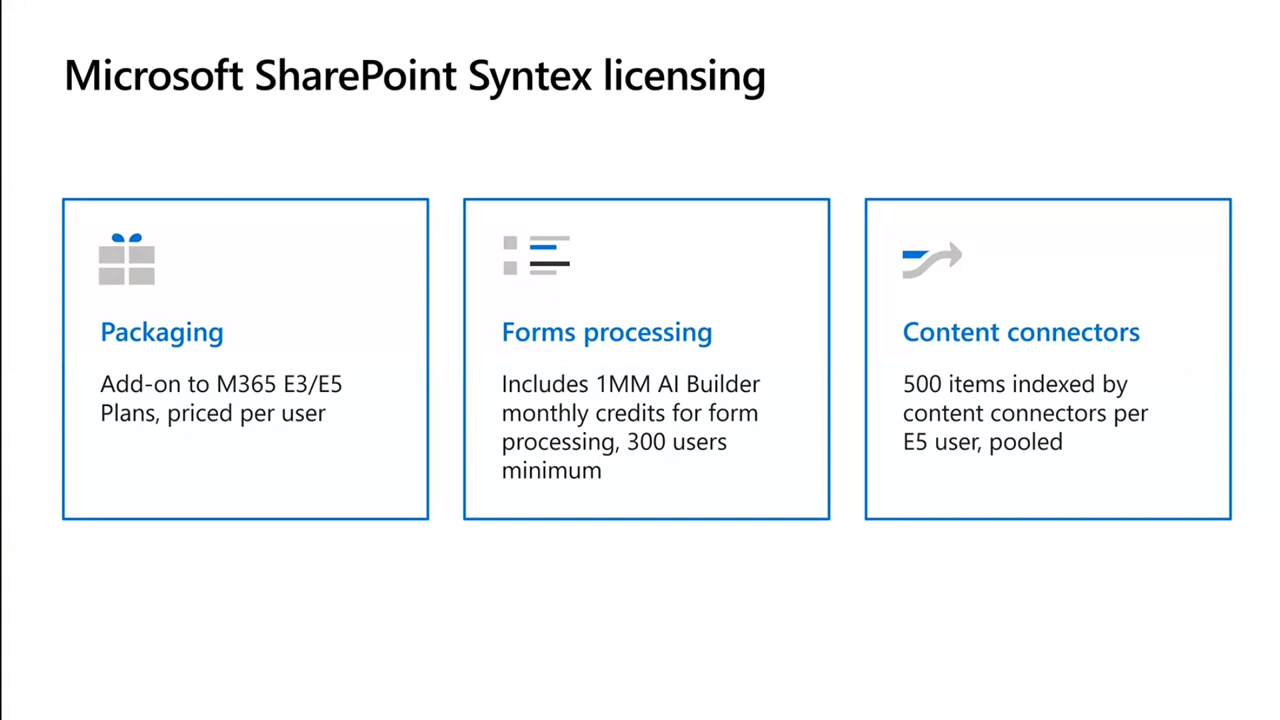 Microsoft SharePoint Syntex licensing
Packaging
Add-on to M365 E3/E5
Plans, priced per user
Forms processing
Includes 1MM AI Builder
monthly credits for form
processing, 300 users
minimum
Content connectors
500 items indexed by
content connectors per
E5 user, pooled